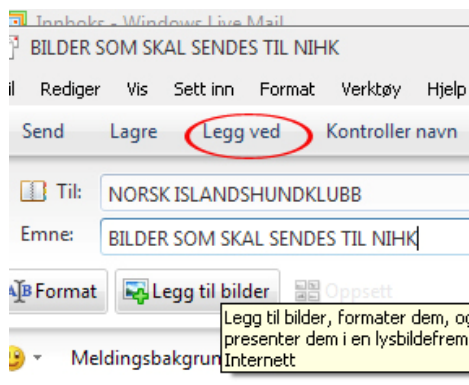 Innboks - Windows Live Mail
BILDER SOM SKAL SENDES TIL NIHK
il Rediger Vis Sett inn Format Verktøy Hjelp
Send Lagre Legg ved Kontroller navn
Til: NORSK ISLANDSHUNDKLUBB
Emne: BILDER SOM SKAL SENDES TIL NIHK
Format Legg til bilder Oppsett
Legg til bilder, formater dem, og
presenter dem i en lysbildefrem
Meldingsbakgrun Internett